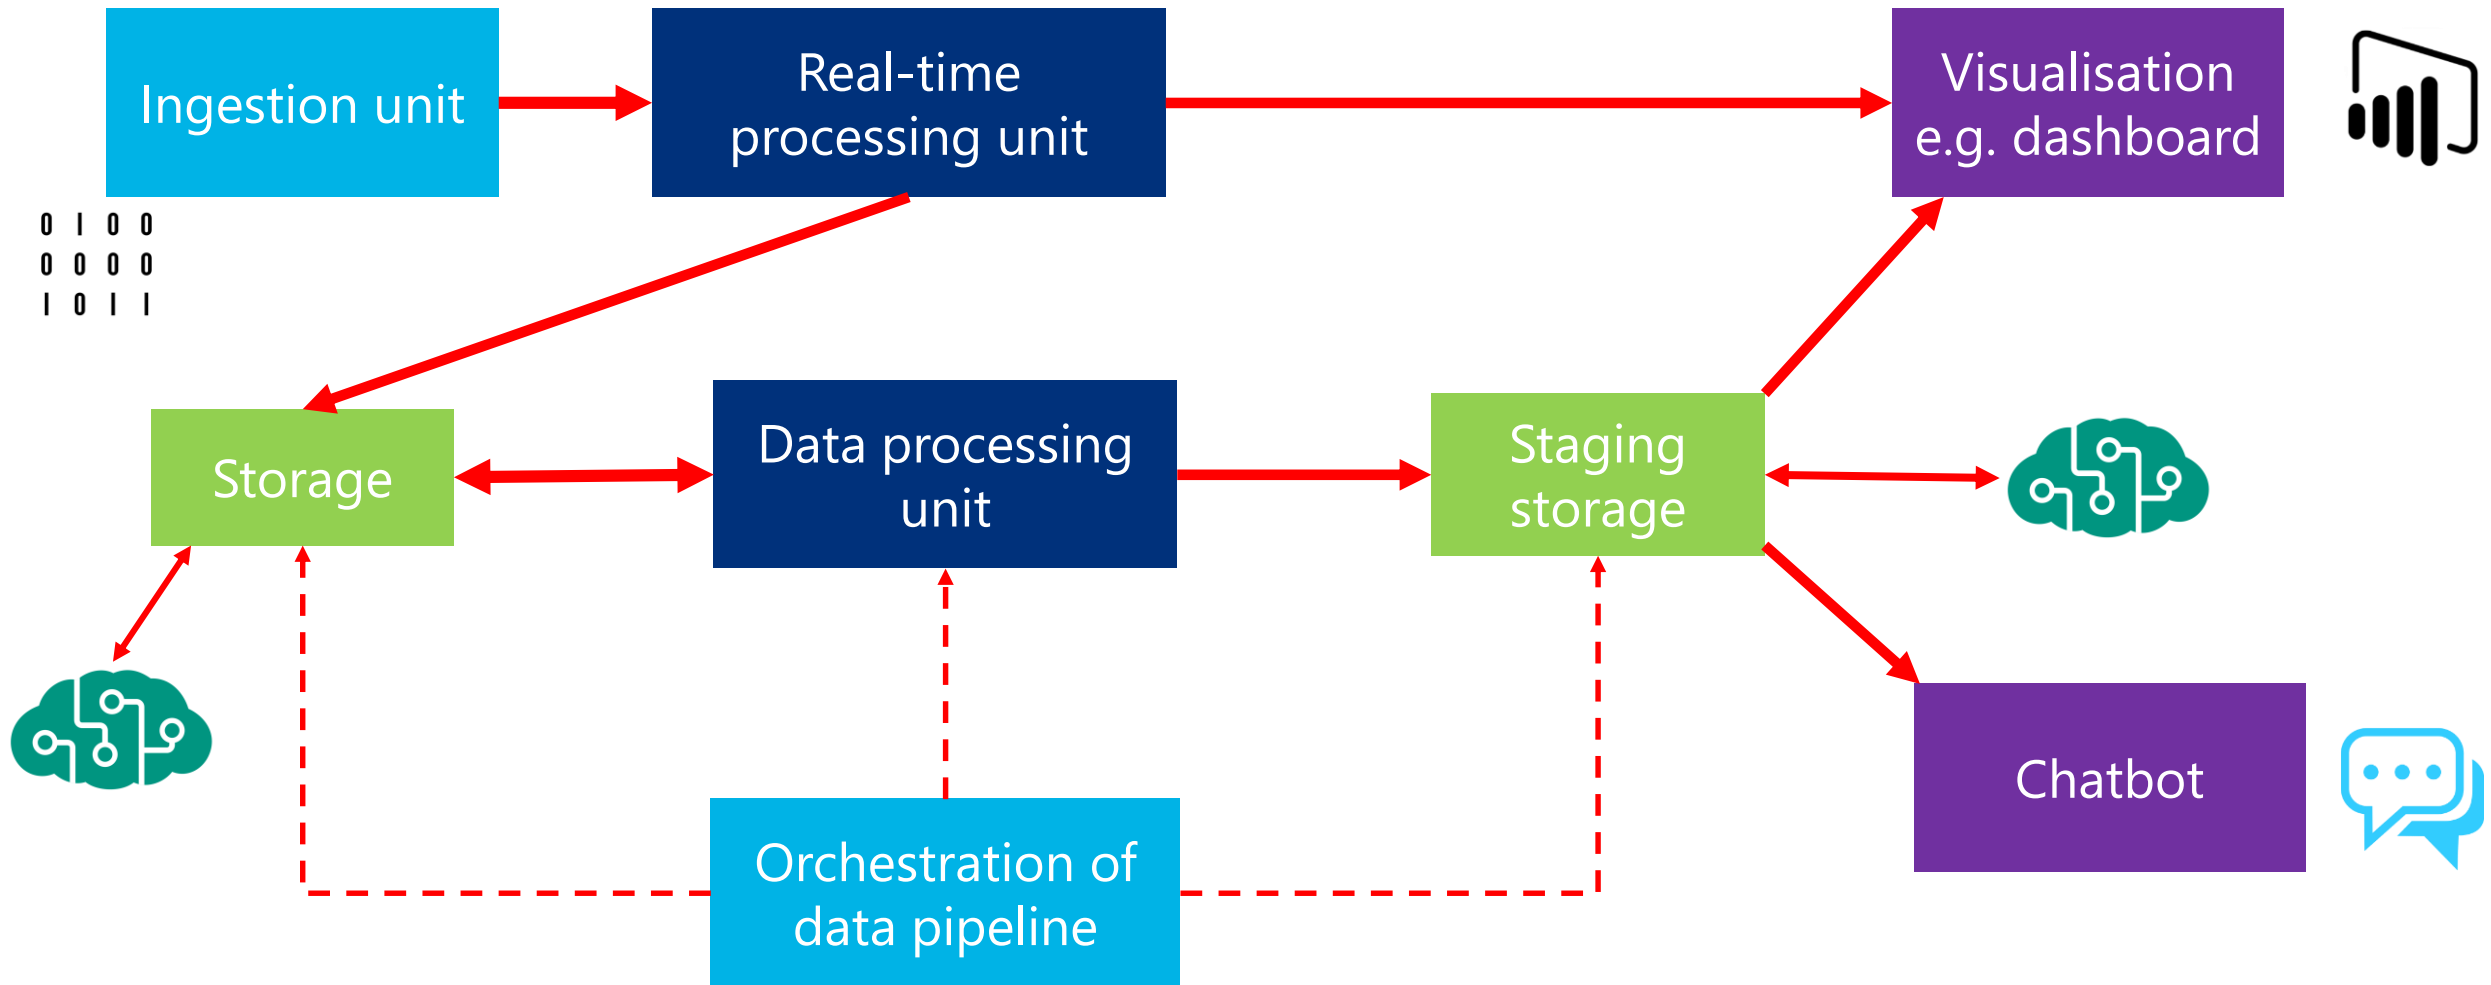 Ingestion unit
Real-time
processing unit
Visualisation
e.g. dashboard
0 1 0 0
0 0 0 0
1 0 1 1
Storage
Data processing
unit
Staging
storage
Chatbot
Orchestration of
data pipeline